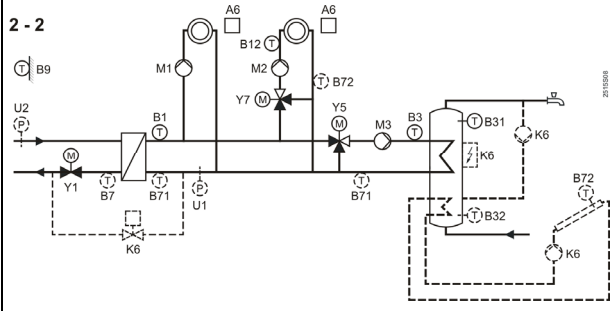 2 - 2
A6
A6
T B9
M1
B12 T
M2
T B72
Y7 M
Y5
M
U2
P
B1
T
M3
B3
T
T B31
K6
K6
M
Y1
T
B7
T
B71
P
U1
T
B71
T B32
B72
T
K6
K6
2515S08